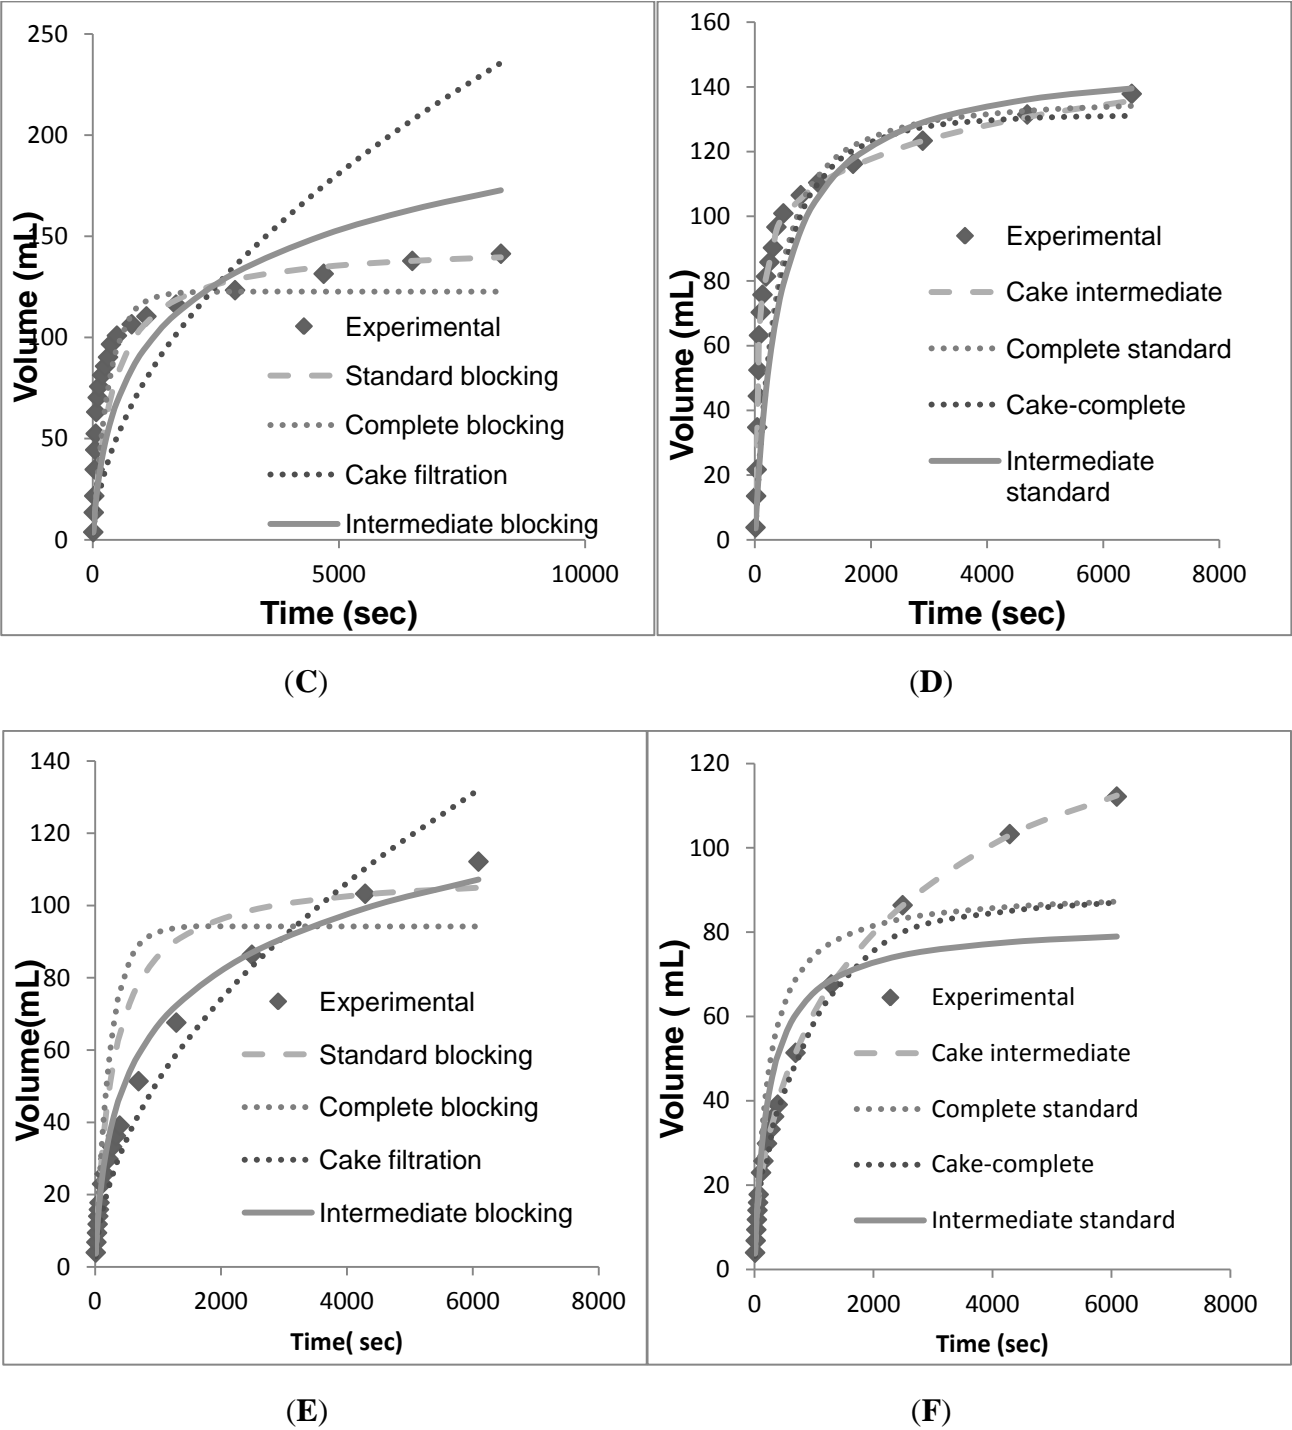 250
200
150
100
50
0
0
5000
10000
Volume (mL)
Time (sec)
Experimental
Standard blocking
Complete blocking
Cake filtration
Intermediate blocking
(C)
160
140
120
100
80
60
40
20
0
0
2000
4000
6000
8000
Volume (mL)
Time (sec)
Experimental
Cake intermediate
Complete standard
Cake-complete
Intermediate
standard
(D)
140
120
100
80
60
40
20
0
0
2000
4000
6000
8000
Volume(mL)
Time( sec)
Experimental
Standard blocking
Complete blocking
Cake filtration
Intermediate blocking
(E)
120
100
80
60
40
20
0
0
2000
4000
6000
8000
Volume ( mL)
Time (sec)
Experimental
Cake intermediate
Complete standard
Cake-complete
Intermediate standard
(F)